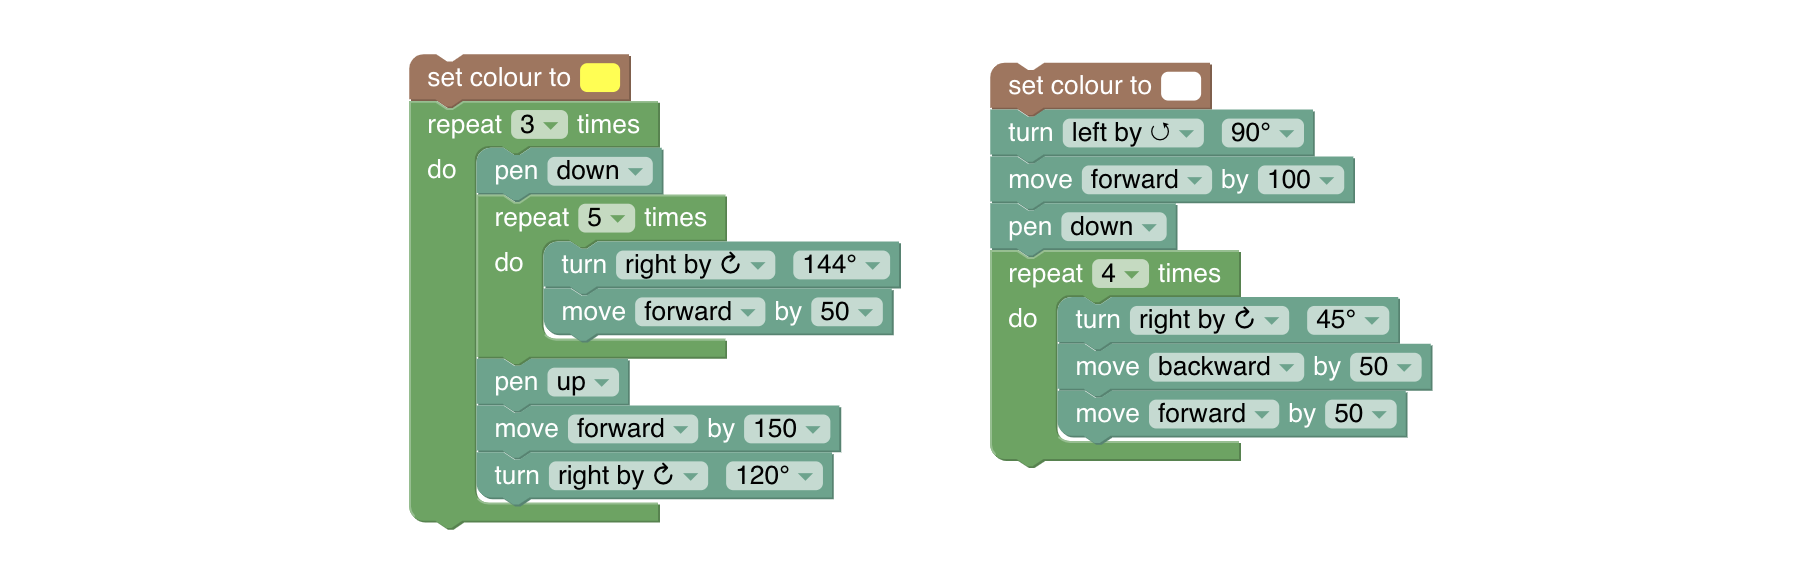 set colour to
repeat 3 times
do
pen down
repeat 5 times
do
turn right by ↻ 144°
move forward by 50
pen up
move forward by 150
turn right by ↻ 120°
set colour to
turn left by ↺ 90°
move forward by 100
pen down
repeat 4 times
do
turn right by ↻ 45°
move backward by 50
move forward by 50